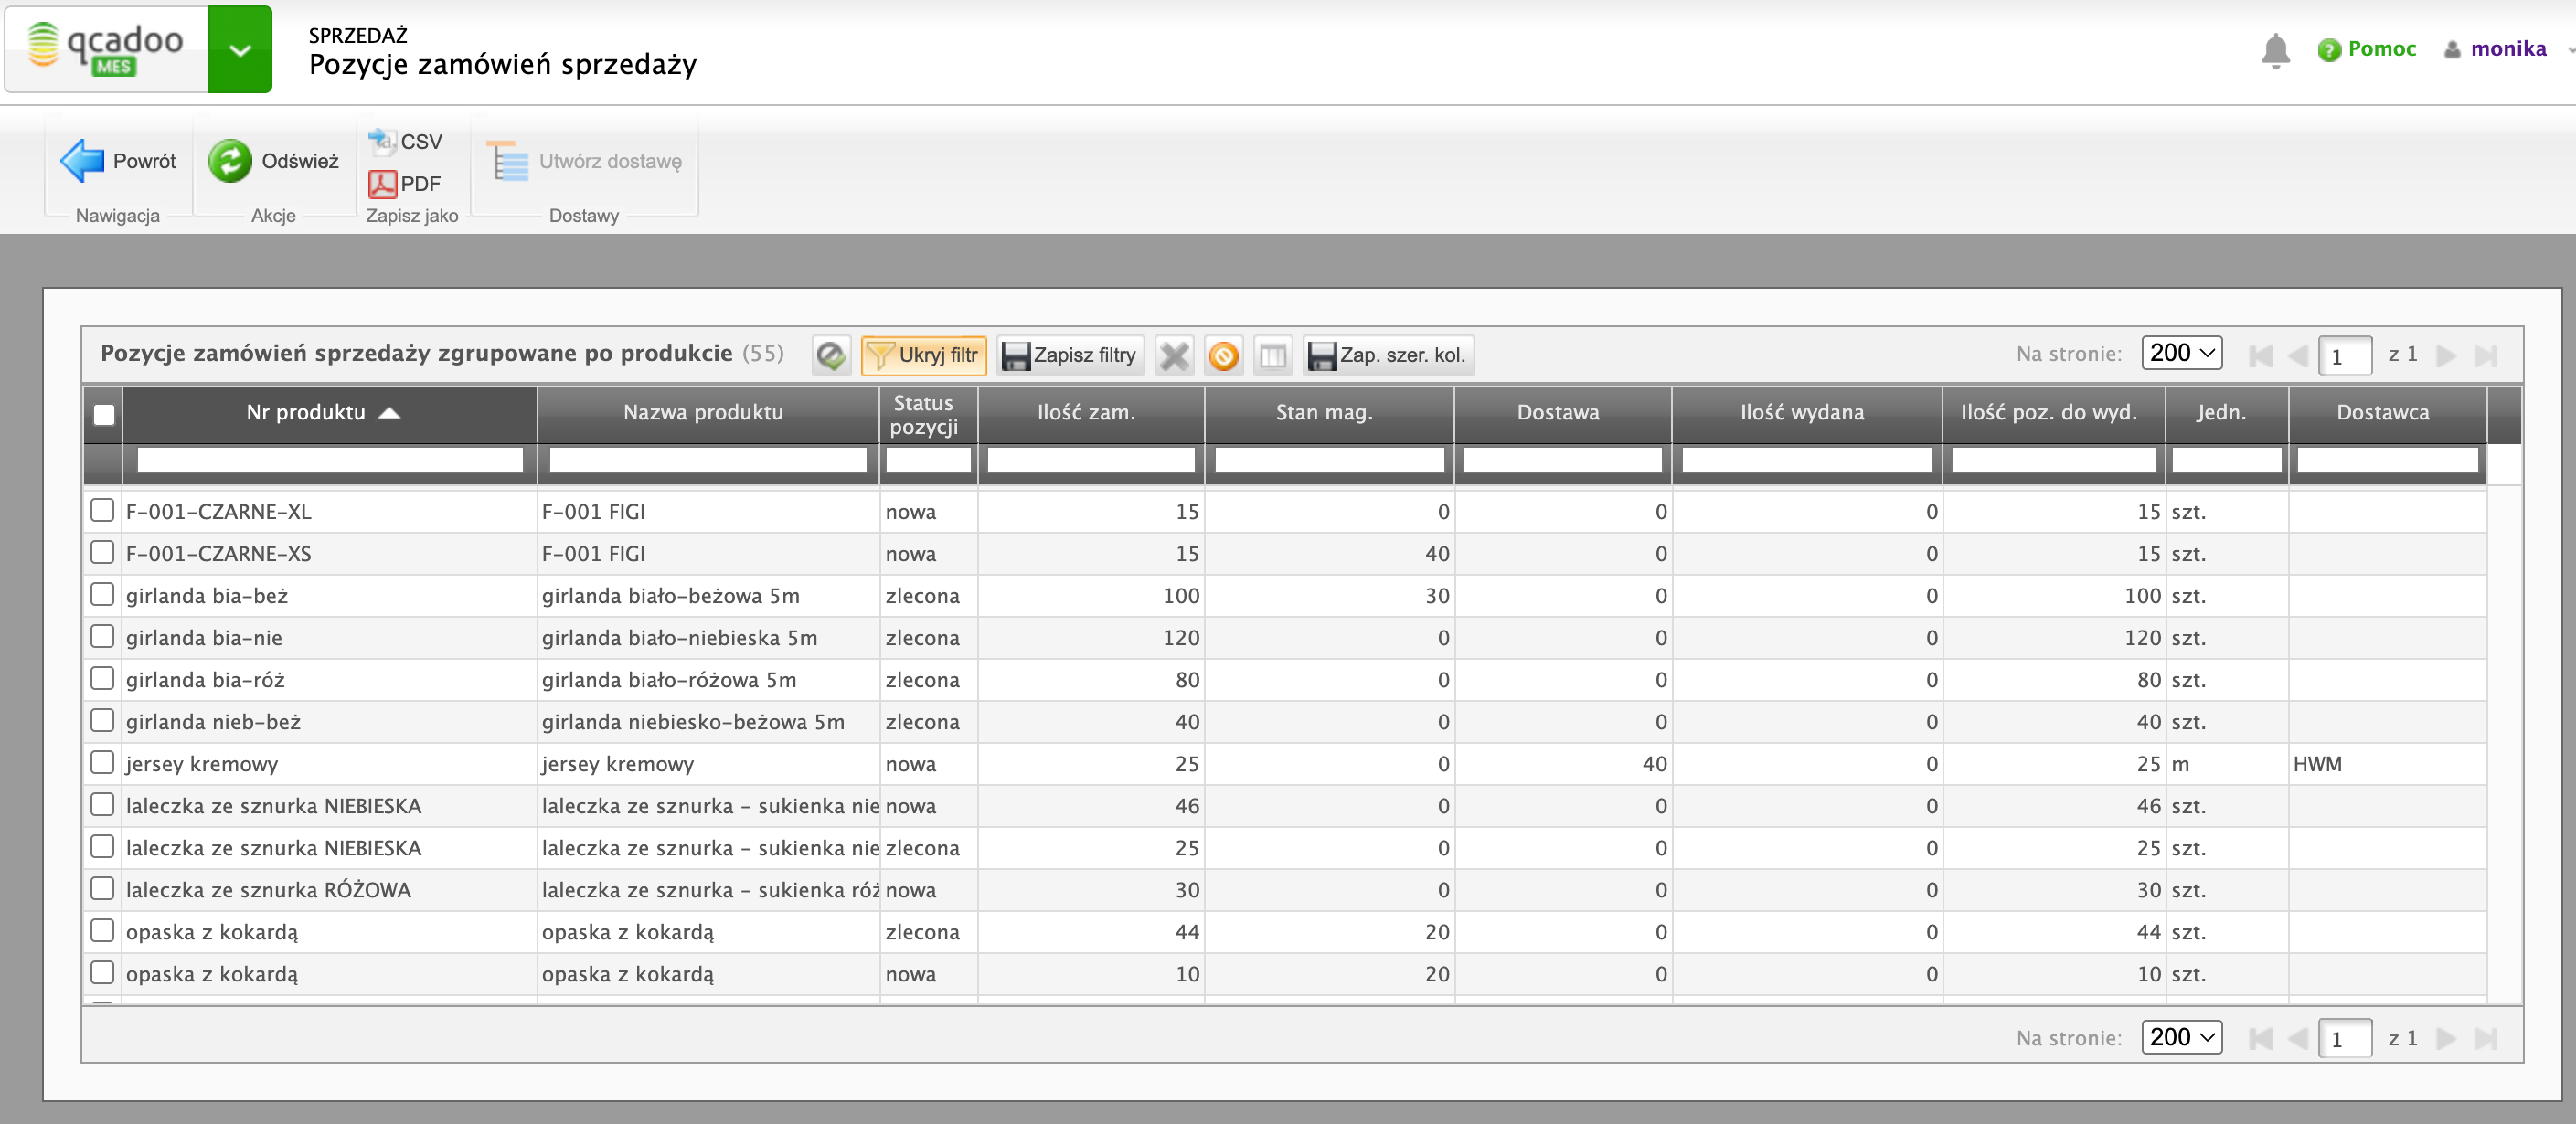 qcadoo
MES
SPRZEDAŻ
Pozycje zamówień sprzedaży
Pomoc
monika
Powrót
Nawigacja
Odśwież
Akcje
CSV
PDF
Zapisz jako
Utwórz dostawę
Dostawy
Pozycje zamówień sprzedaży zgrupowane po produkcie (55) Ukryj filtr Zapisz filtry Zap. szer. kol. Na stronie: 200 1 z 1
Nr produktu Nazwa produktu Status pozycji Ilość zam. Stan mag. Dostawa Ilość wydana Ilość poz. do wyd. Jedn. Dostawca
F-001-CZARNE-XL F-001 FIGI nowa 15 0 0 0 15 szt.
F-001-CZARNE-XS F-001 FIGI nowa 15 40 0 0 15 szt.
girlanda bia-beż girlanda biało-beżowa 5m zlecona 100 30 0 0 100 szt.
girlanda bia-nie girlanda biało-niebieska 5m zlecona 120 0 0 0 120 szt.
girlanda bia-róż girlanda biało-różowa 5m zlecona 80 0 0 0 80 szt.
girlanda nieb-beż girlanda niebiesko-beżowa 5m zlecona 40 0 0 0 40 szt.
jersey kremowy jersey kremowy nowa 25 0 40 0 25 m HWM
laleczka ze sznurka NIEBIESKA laleczka ze sznurka - sukienka nie nowa 46 0 0 0 46 szt.
laleczka ze sznurka NIEBIESKA laleczka ze sznurka - sukienka nie zlecona 25 0 0 0 25 szt.
laleczka ze sznurka RÓŻOWA laleczka ze sznurka - sukienka róż nowa 30 0 0 0 30 szt.
opaska z kokardą opaska z kokardą zlecona 44 20 0 0 44 szt.
opaska z kokardą opaska z kokardą nowa 10 20 0 0 10 szt.
Na stronie: 200 1 z 1